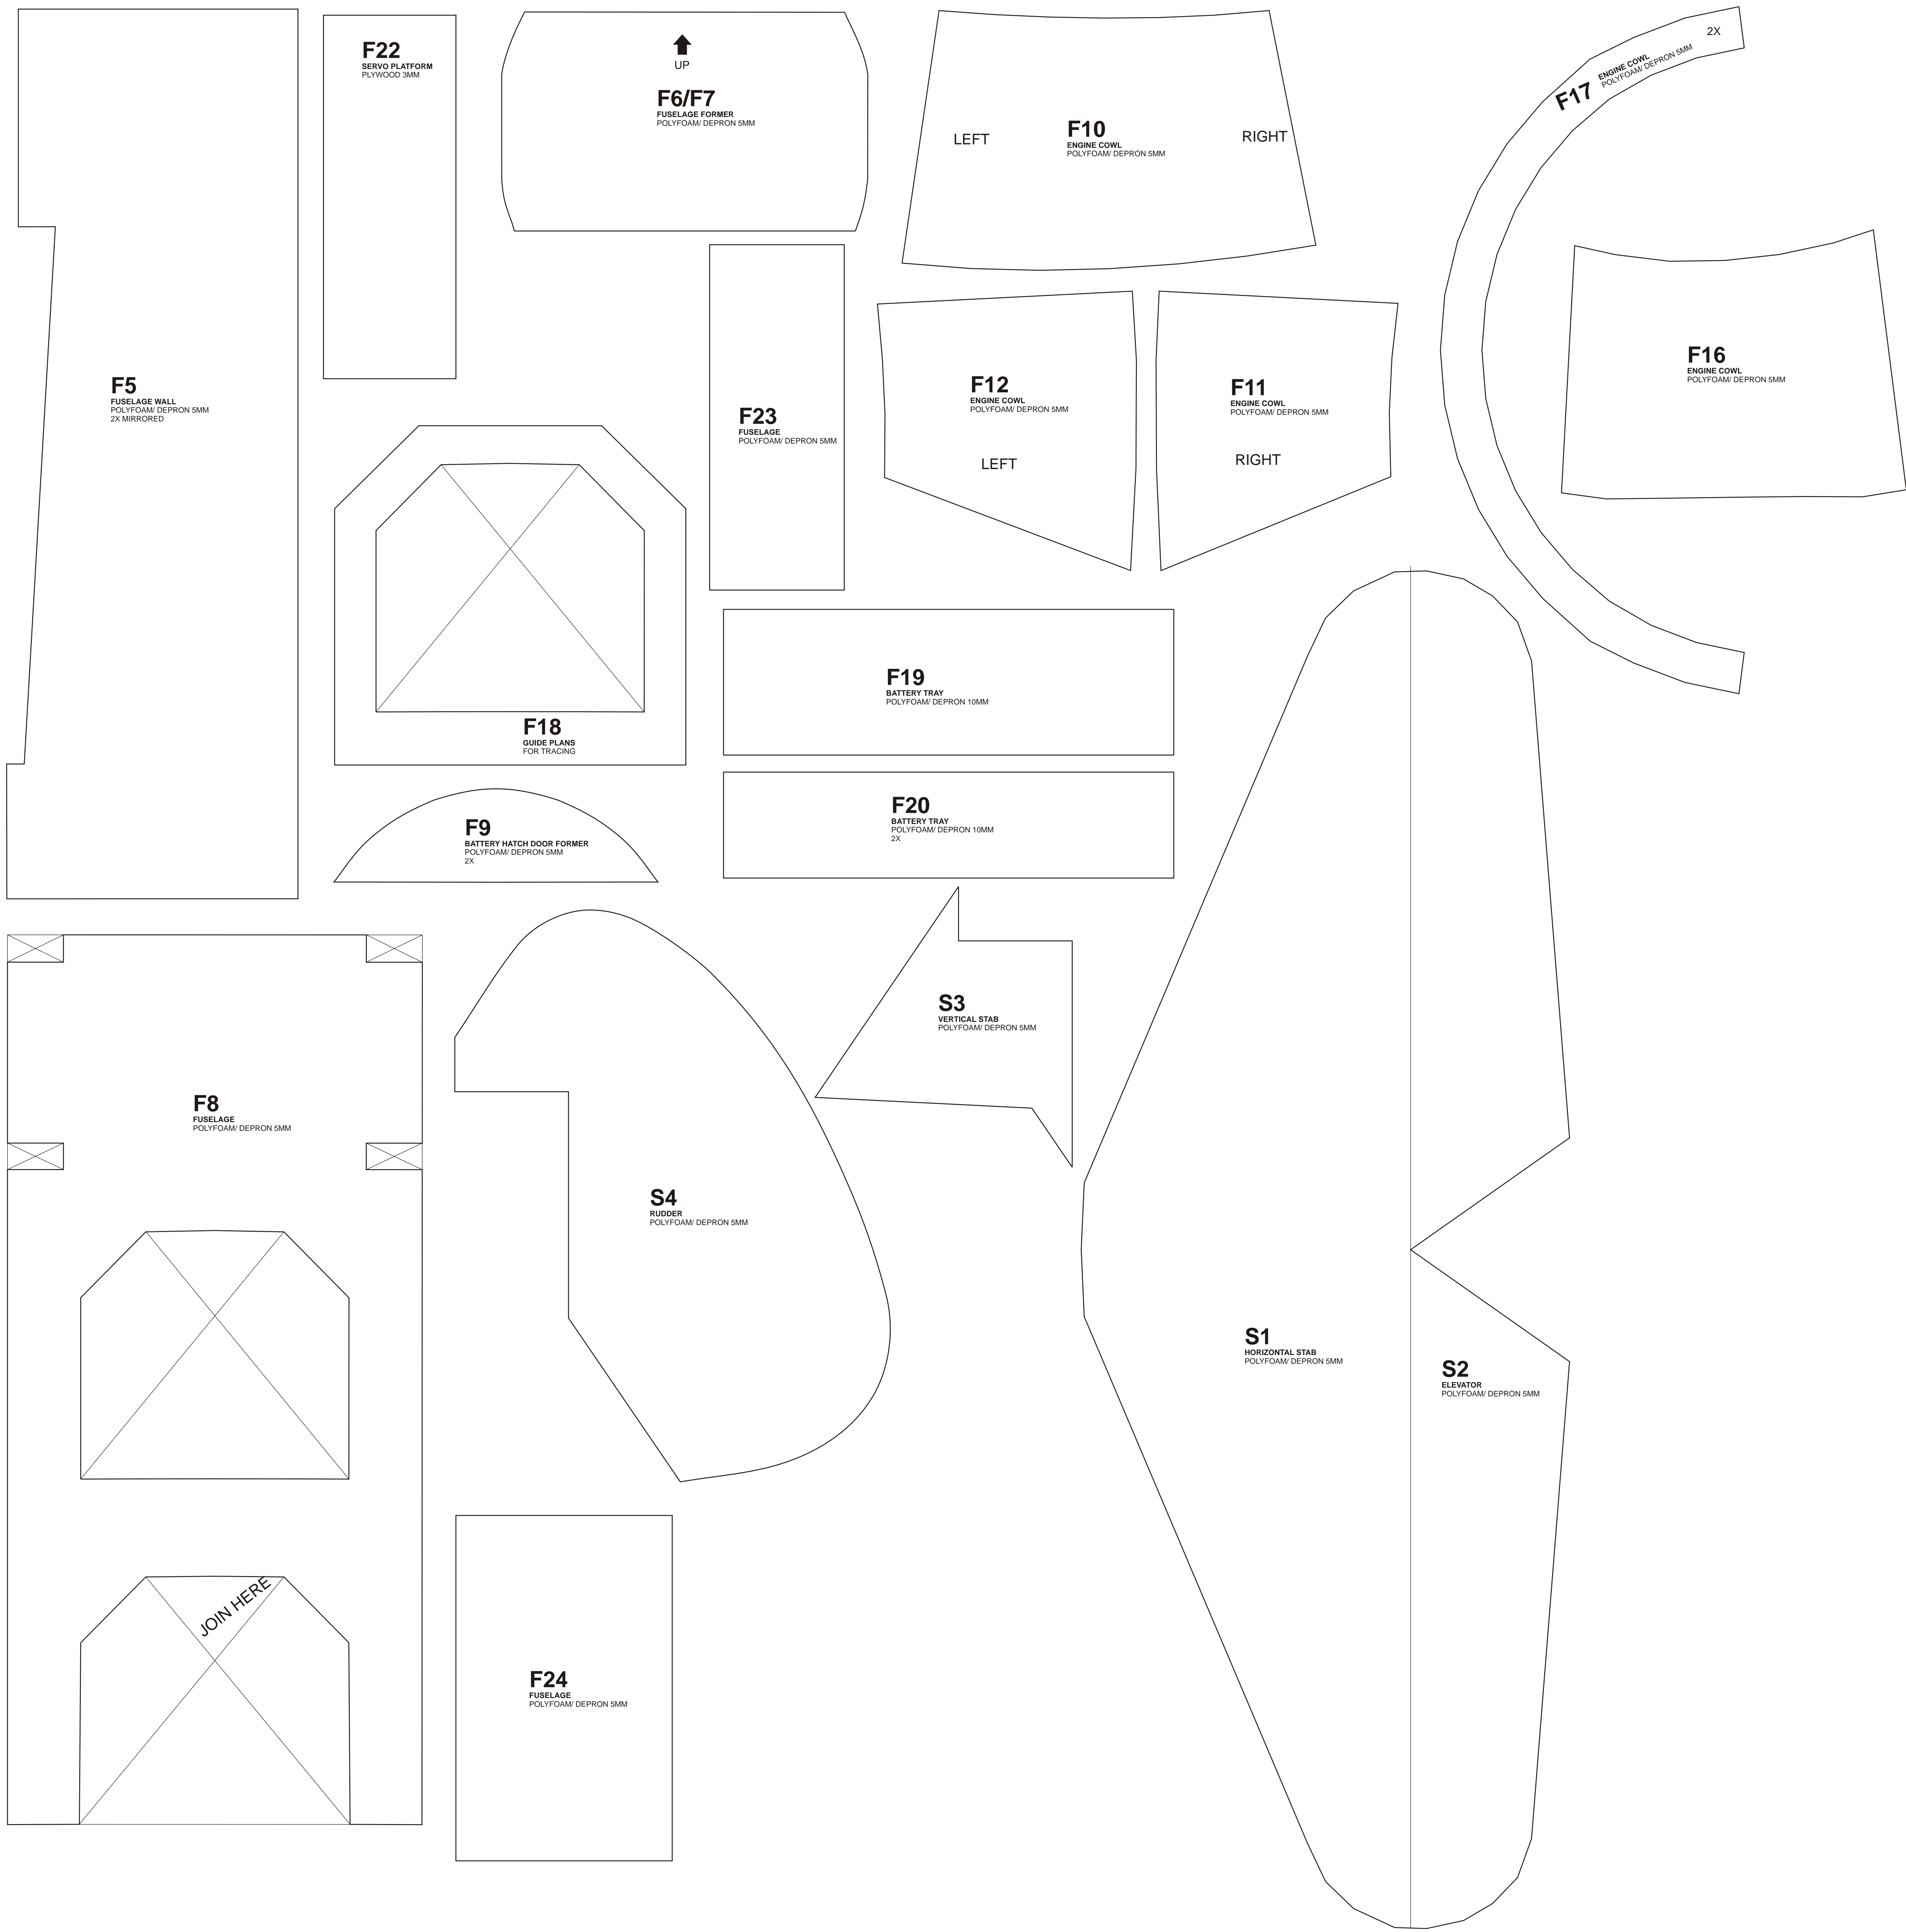 F22
SERVO PLATFORM
PLYWOOD 3MM
UP
F6/F7
FUSELAGE FORMER
POLYFOAM/ DEPRON 5MM
LEFT
F10
ENGINE COWL
POLYFOAM/ DEPRON 5MM
RIGHT
2X
F17
ENGINE COWL
POLYFOAM/ DEPRON 5MM
F5
FUSELAGE WALL
POLYFOAM/ DEPRON 5MM
2X MIRRORED
F23
FUSELAGE
POLYFOAM/ DEPRON 5MM
F12
ENGINE COWL
POLYFOAM/ DEPRON 5MM
LEFT
F11
ENGINE COWL
POLYFOAM/ DEPRON 5MM
RIGHT
F16
ENGINE COWL
POLYFOAM/ DEPRON 5MM
F18
GUIDE PLANS
FOR TRACING
F19
BATTERY TRAY
POLYFOAM/ DEPRON 10MM
F9
BATTERY HATCH DOOR FORMER
POLYFOAM/ DEPRON 5MM
2X
F20
BATTERY TRAY
POLYFOAM/ DEPRON 10MM
2X
S3
VERTICAL STAB
POLYFOAM/ DEPRON 5MM
F8
FUSELAGE
POLYFOAM/ DEPRON 5MM
S4
RUDDER
POLYFOAM/ DEPRON 5MM
S1
HORIZONTAL STAB
POLYFOAM/ DEPRON 5MM
S2
ELEVATOR
POLYFOAM/ DEPRON 5MM
JOIN HERE
F24
FUSELAGE
POLYFOAM/ DEPRON 5MM